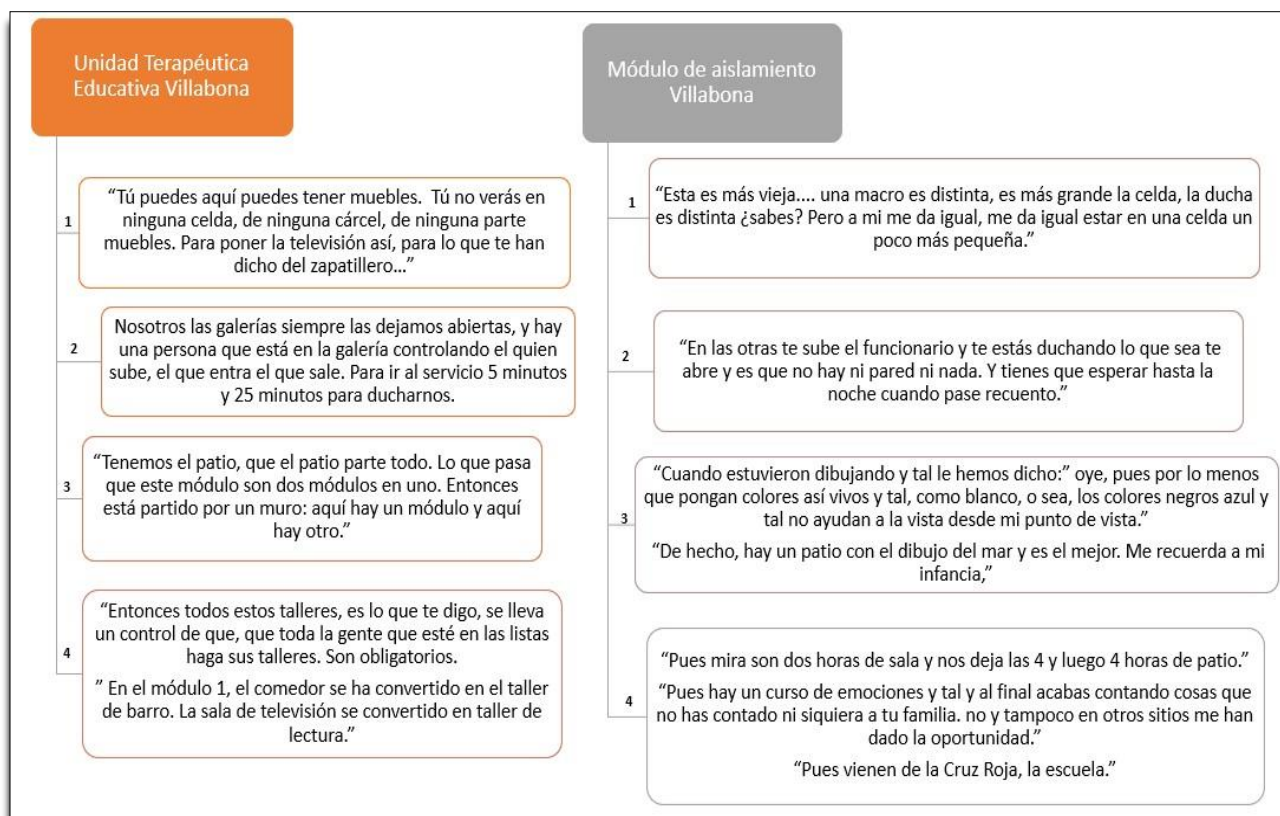 Unidad Terapéutica
Educativa Villabona
1
“Tú puedes aquí puedes tener muebles. Tú no verás en
ninguna celda, de ninguna cárcel, de ninguna parte
muebles. Para poner la televisión así, para lo que te han
dicho del zapatillero...”
2
Nosotros las galerías siempre las dejamos abiertas, y hay
una persona que está en la galería controlando el quien
sube, el que entra el que sale. Para ir al servicio 5 minutos
y 25 minutos para ducharnos.
3
“Tenemos el patio, que el patio parte todo. Lo que pasa
que este módulo son dos módulos en uno. Entonces
está partido por un muro: aquí hay un módulo y aquí
hay otro.”
4
“Entonces todos estos talleres, es lo que te digo, se lleva
un control de que, que toda la gente que esté en las listas
haga sus talleres. Son obligatorios.
” En el módulo 1, el comedor se ha convertido en el taller
de barro. La sala de televisión se convertido en taller de
lectura.”
Módulo de aislamiento
Villabona
1
“Esta es más vieja.... una macro es distinta, es más grande la celda, la ducha
es distinta ¿sabes? Pero a mi me da igual, me da igual estar en una celda un
poco más pequeña.”
2
“En las otras te sube el funcionario y te estás duchando lo que sea te
abre y es que no hay ni pared ni nada. Y tienes que esperar hasta la
noche cuando pase recuento.”
3
“Cuando estuvieron dibujando y tal le hemos dicho:” oye, pues por lo menos
que pongan colores así vivos y tal, como blanco, o sea, los colores negros azul y
tal no ayudan a la vista desde mi punto de vista.”
“De hecho, hay un patio con el dibujo del mar y es el mejor. Me recuerda a mi
infancia,”
4
“Pues mira son dos horas de sala y nos deja las 4 y luego 4 horas de patio.”
“Pues hay un curso de emociones y tal y al final acabas contando cosas que
no has contado ni siquiera a tu familia. no y tampoco en otros sitios me han
dado la oportunidad.”
“Pues vienen de la Cruz Roja, la escuela.”